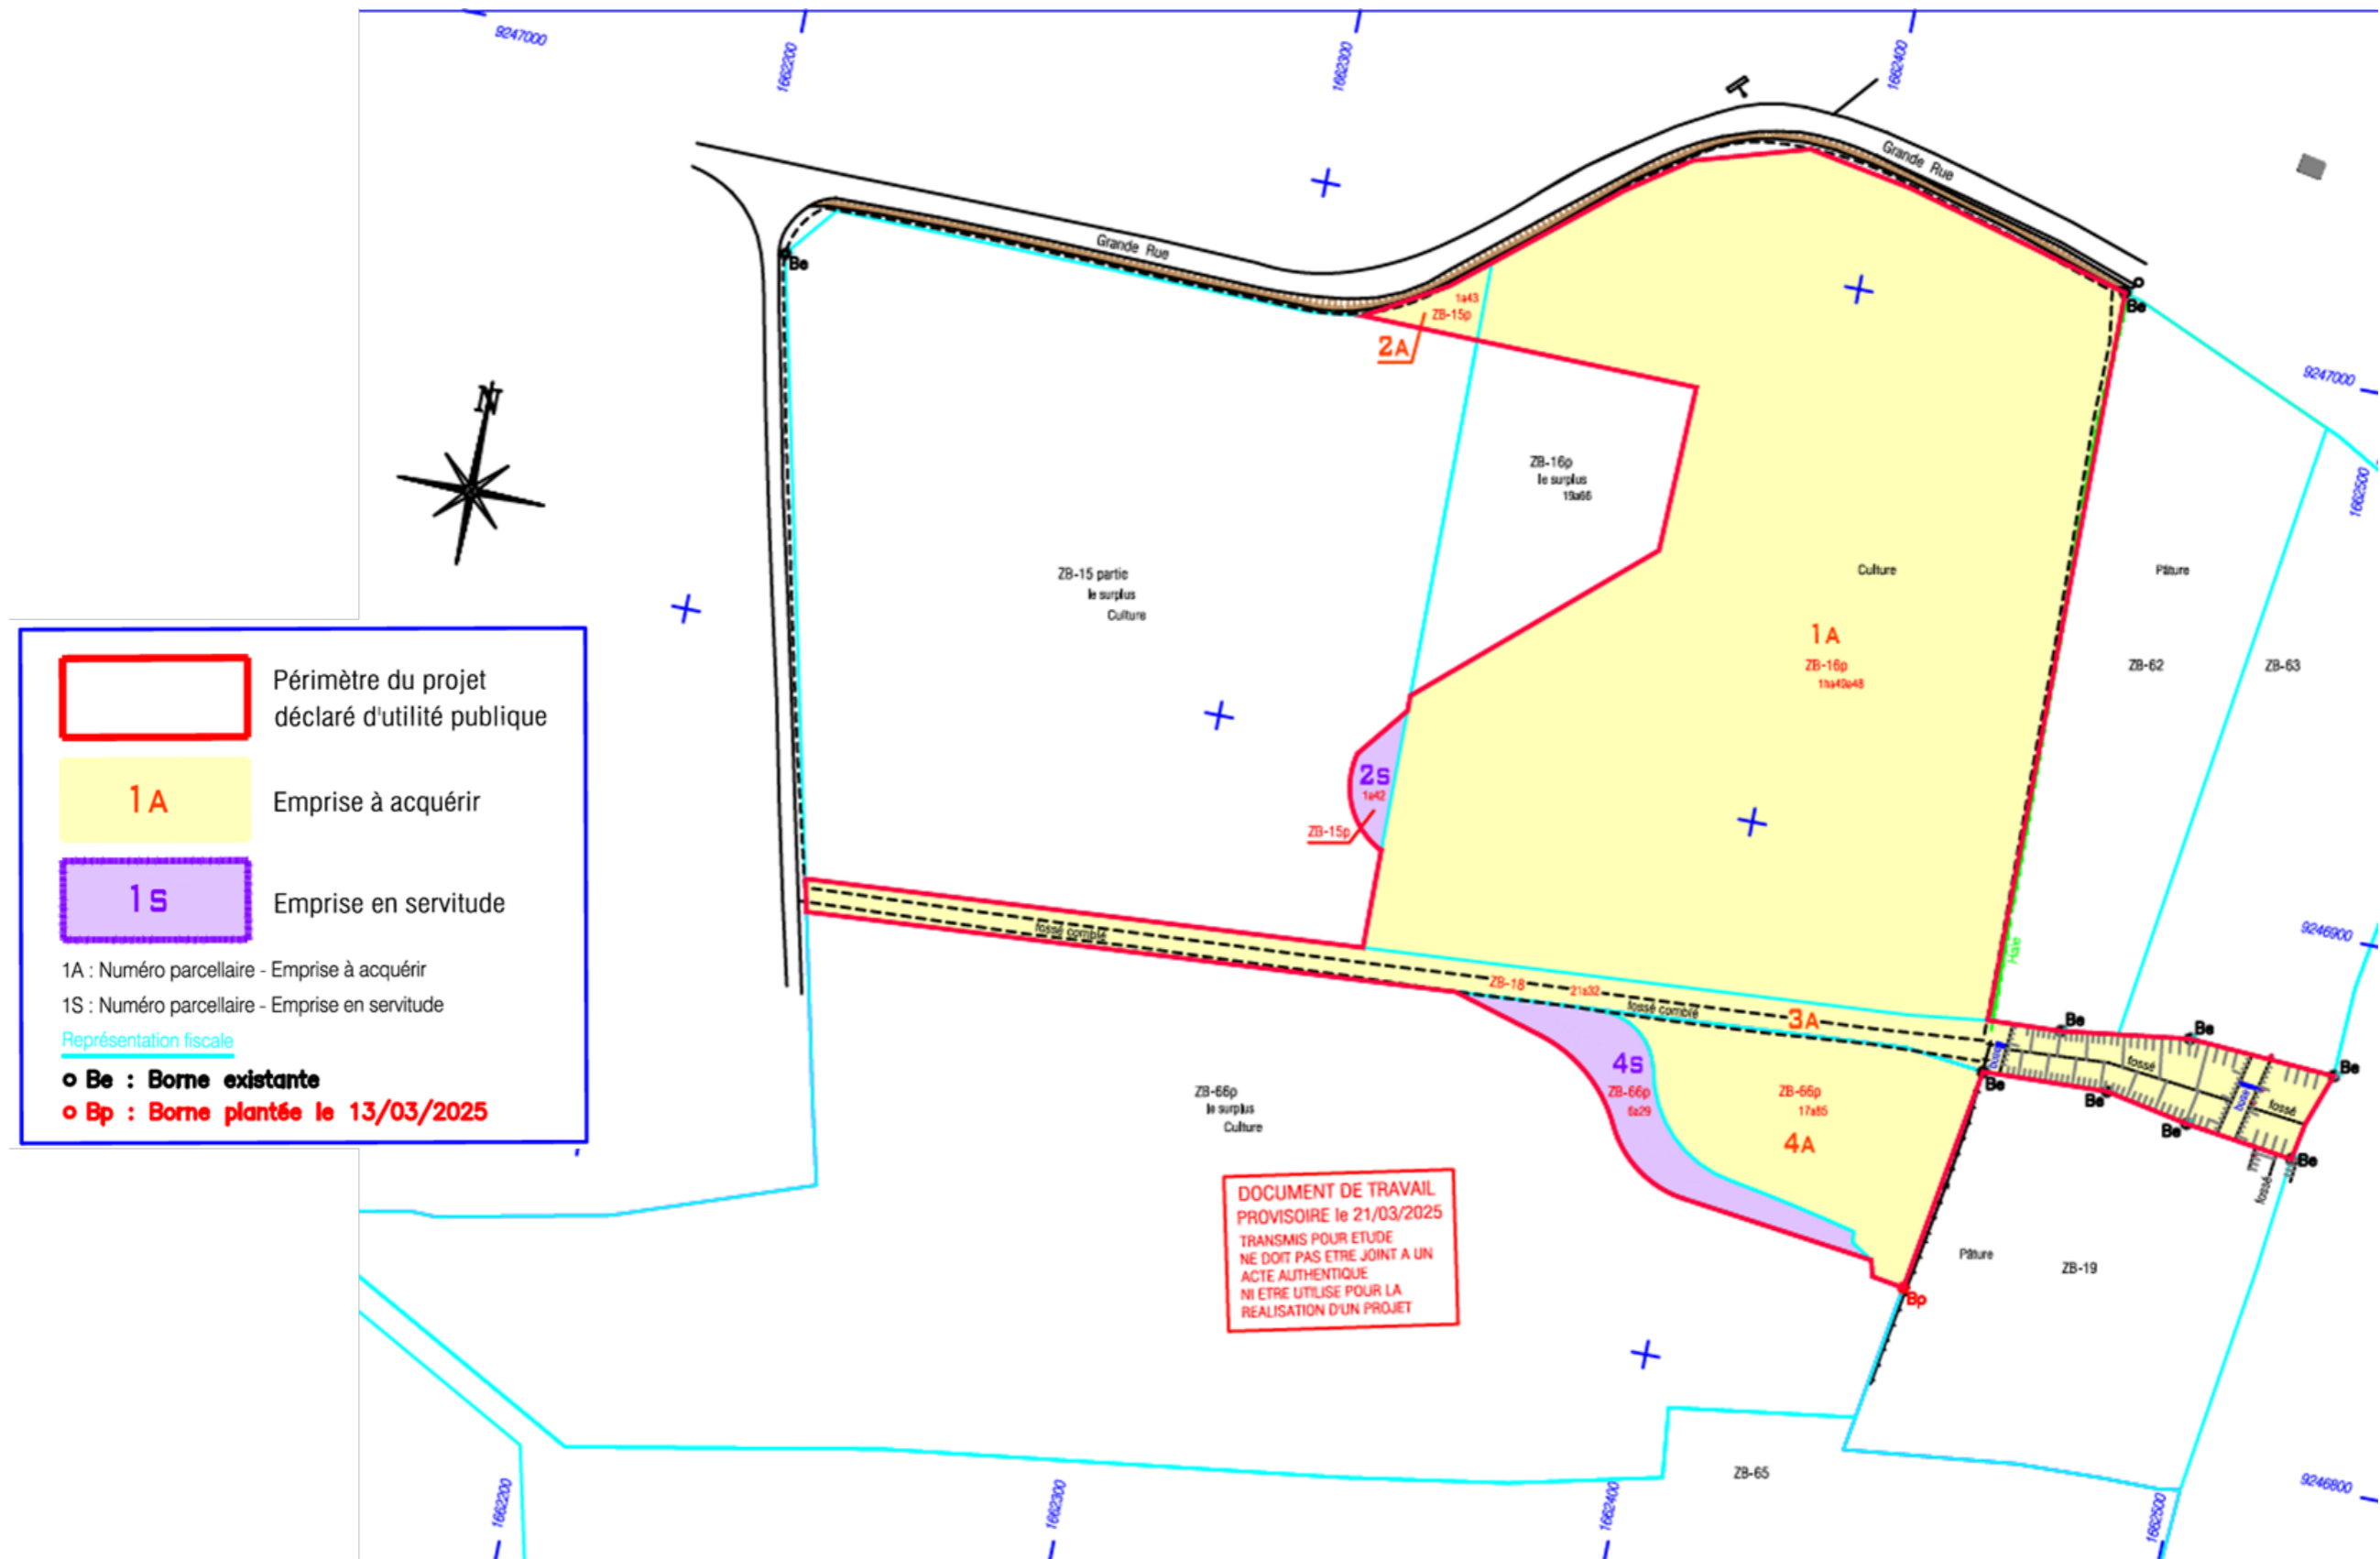 9247000
1662200
1662300
1662400
Grande Rue
Grande Rue
Be
Be
1a43
ZB-15p
2A
9247000
1662500
N
ZB-16p
le surplus
19a66
ZB-15 partie
le surplus
Culture
Culture
Pâture
1A
ZB-16p
1ha49a48
ZB-62
ZB-63
Périmètre du projet
déclaré d'utilité publique
1A
Emprise à acquérir
1S
Emprise en servitude
1A : Numéro parcellaire - Emprise à acquérir
1S : Numéro parcellaire - Emprise en servitude
Représentation fiscale
Be : Borne existante
Bp : Borne plantée le 13/03/2025
2S
1a42
ZB-15p
fossé comblé
9246900
Haie
ZB-18
21a32
fossé comblé
3A
Be
Be
Be
fossé
fossé
Be
Be
Be
Be
fossé
4S
ZB-66p
6a29
ZB-66p
17a85
4A
ZB-66p
le surplus
Culture
DOCUMENT DE TRAVAIL
PROVISOIRE le 21/03/2025
TRANSMIS POUR ETUDE
NE DOIT PAS ETRE JOINT A UN
ACTE AUTHENTIQUE
NI ETRE UTILISE POUR LA
REALISATION D'UN PROJET
Pâture
ZB-19
Bp
ZB-65
1662200
1662300
1662400
1662500
9246800